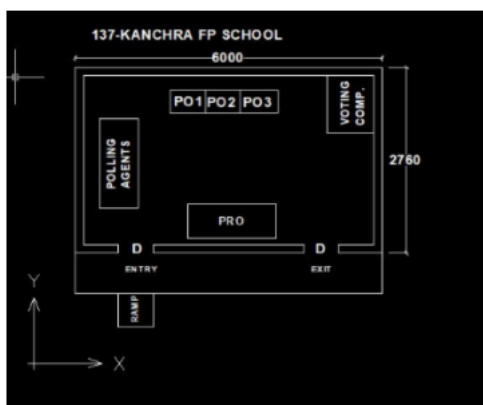 137-KANCHRA FP SCHOOL
6000
PO1 PO2 PO3
VOTING
COMP.
POLLING
AGENTS
2760
PRO
D D
ENTRY EXIT
RAMP
Y
X